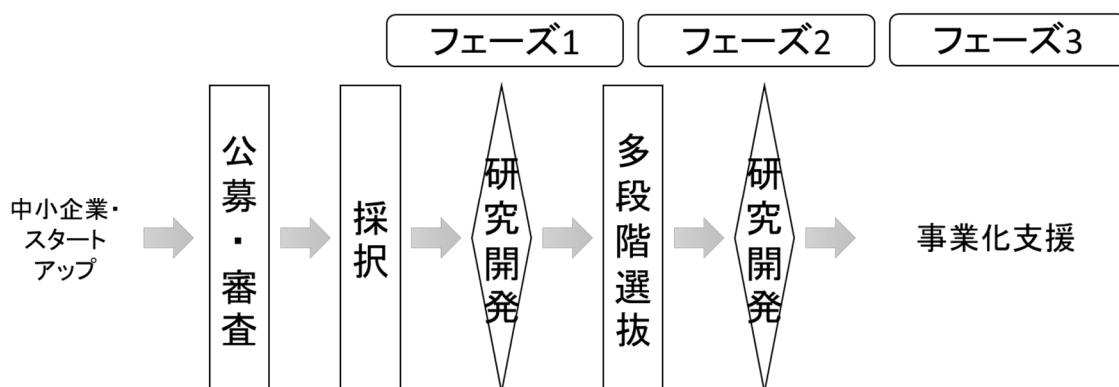 フェーズ1
フェーズ2
フェーズ3
中小企業・
スタート
アップ
公募・審査
採択
研究開発
多段階選抜
研究開発
事業化支援